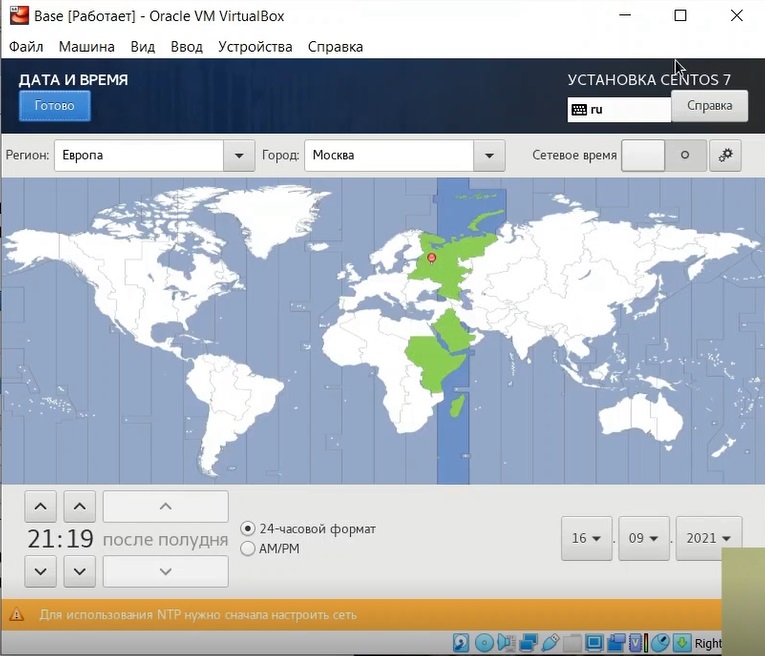 Base [Работает] - Oracle VM VirtualBox
Файл Машина Вид Ввод Устройства Справка
ДАТА И ВРЕМЯ
УСТАНОВКА CENTOS 7
Готово
ru
Справка
Регион: Европа Город: Москва Сетевое время
21:19 после полудня
24-часовой формат
AM/PM
16 . 09 . 2021
Для использования NTP нужно сначала настроить сеть
Right